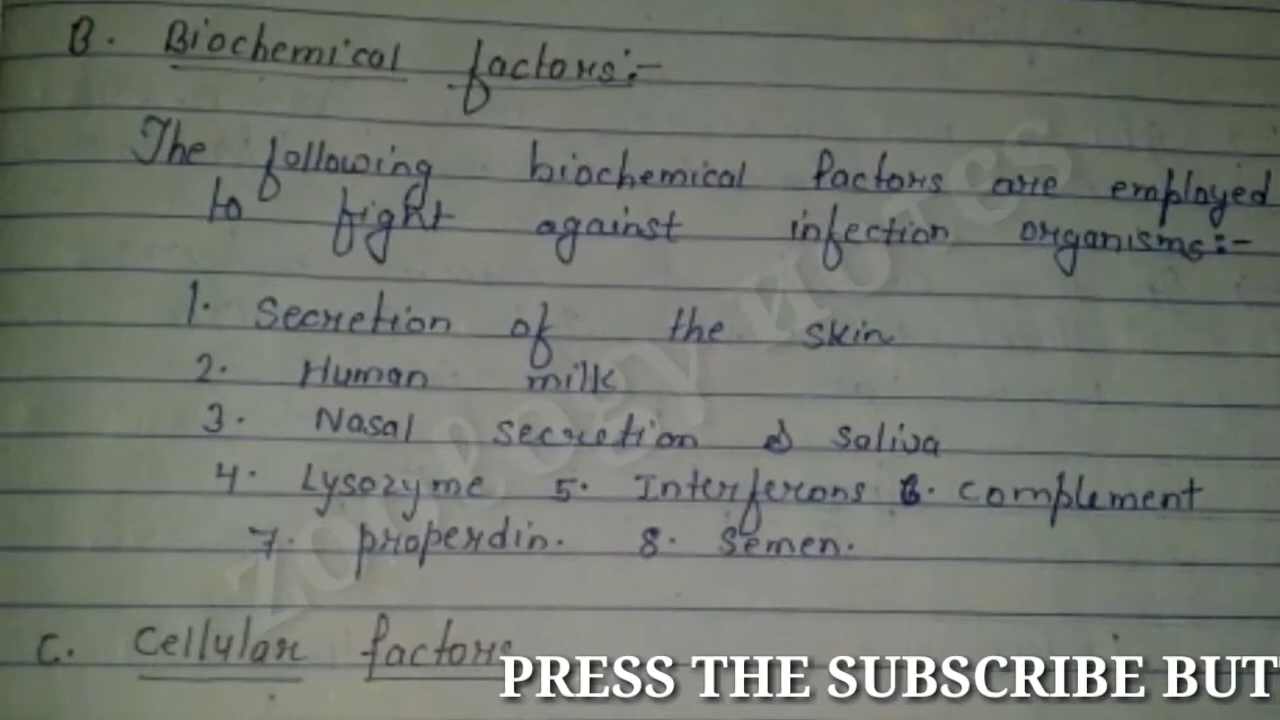 B. Biochemical factors:-
The following biochemical factors are employed
to fight against infection organisms:-
1. Secretion of the skin
2. Human milk
3. Nasal secretion & saliva
4. Lysozyme 5. Interferons 6. complement
7. properdin. 8. Semen.
C. Cellular factors
PRESS THE SUBSCRIBE BUT
zoology notes